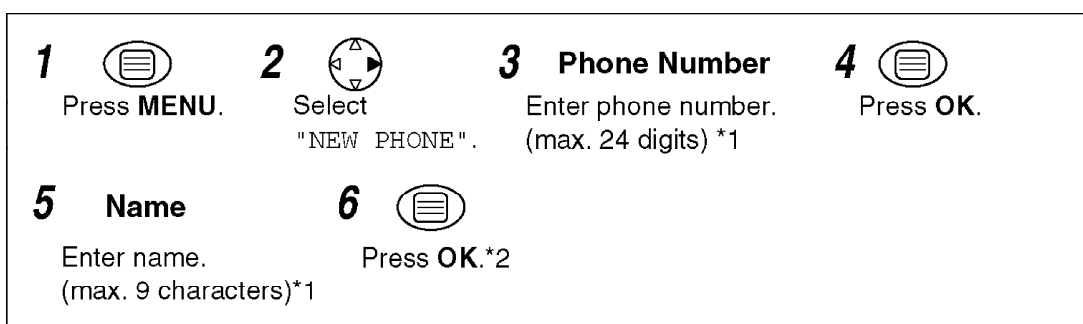 1
Press MENU.
2
Select
"NEW PHONE".
3 Phone Number
Enter phone number.
(max. 24 digits) *1
4
Press OK.
5 Name
Enter name.
(max. 9 characters)*1
6
Press OK.*2